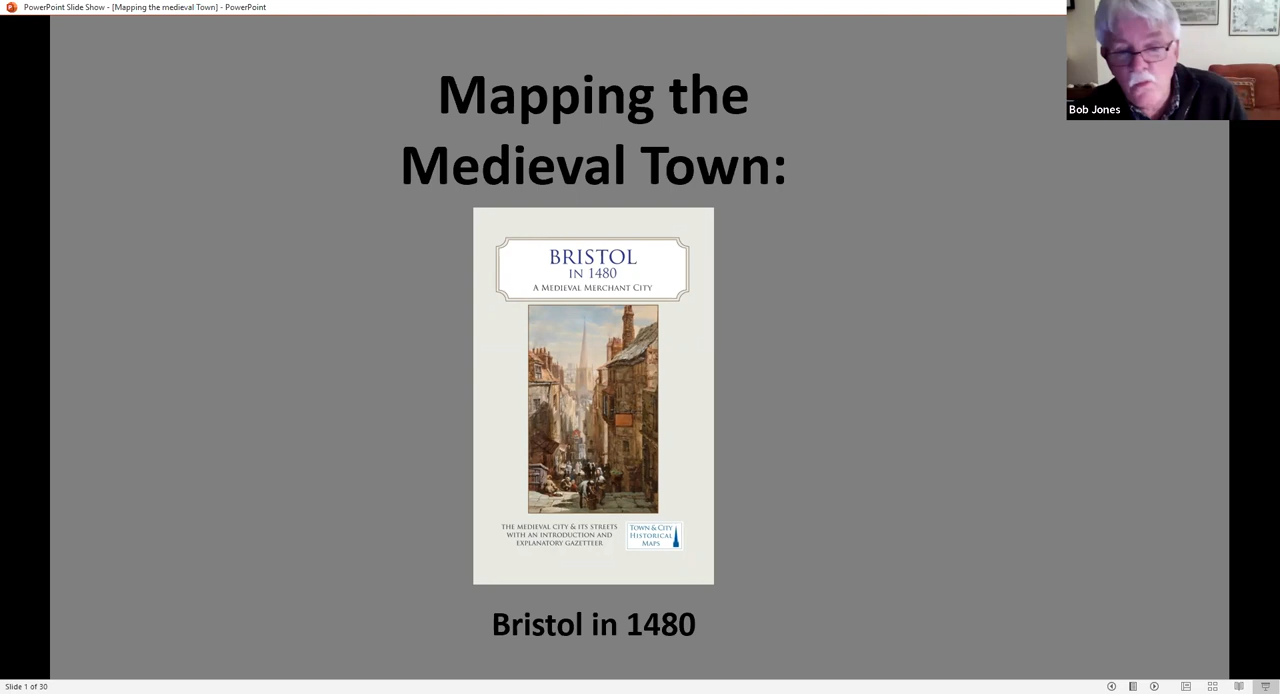 PowerPoint Slide Show - [Mapping the medieval Town] - PowerPoint
Bob Jones
Mapping the
Medieval Town:
BRISTOL
IN 1480
A MEDIEVAL MERCHANT CITY
THE MEDIEVAL CITY & ITS STREETS
WITH AN INTRODUCTION AND
EXPLANATORY GAZETTEER
TOWN & CITY
HISTORICAL
MAPS
Bristol in 1480
Slide 1 of 30